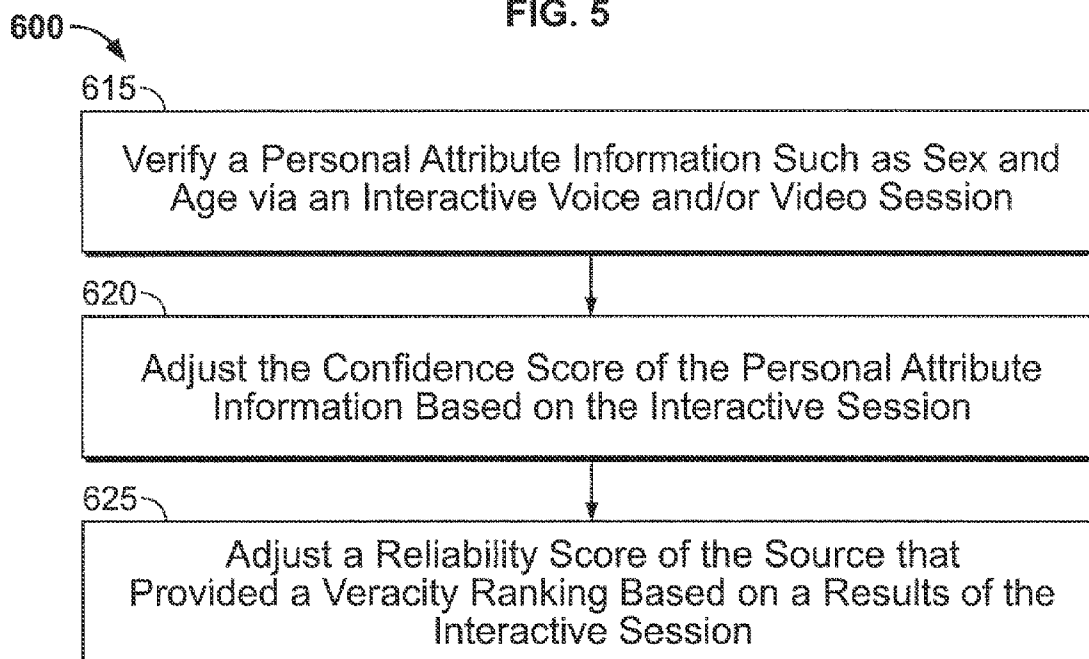 FIG. 5
600
615
Verify a Personal Attribute Information Such as Sex and
Age via an Interactive Voice and/or Video Session
620
Adjust the Confidence Score of the Personal Attribute
Information Based on the Interactive Session
625
Adjust a Reliability Score of the Source that
Provided a Veracity Ranking Based on a Results of the
Interactive Session